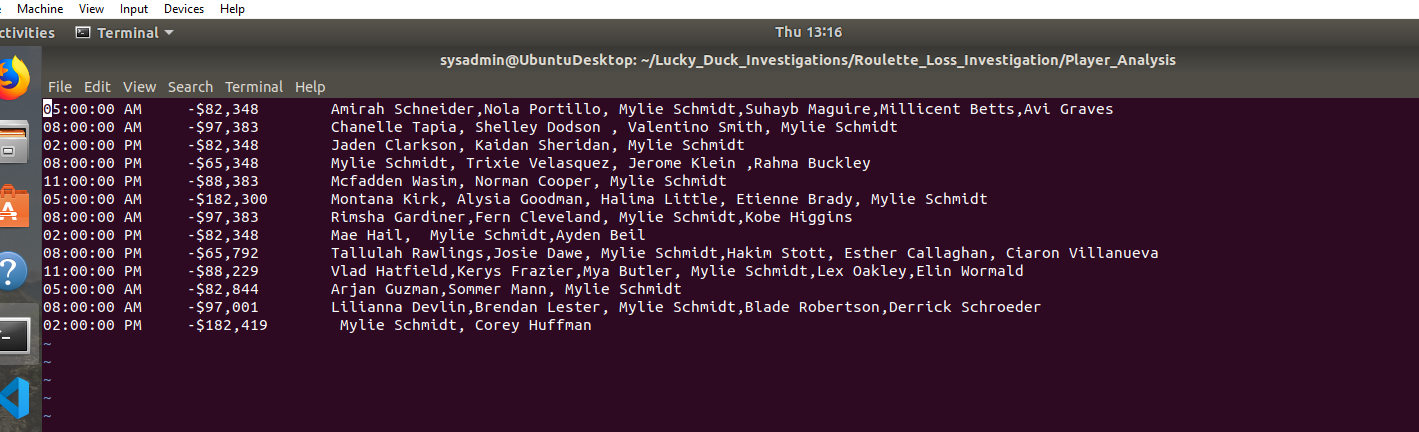 Machine View Input Devices Help
ctivities Terminal Thu 13:16
sysadmin@UbuntuDesktop: ~/Lucky_Duck_Investigations/Roulette_Loss_Investigation/Player_Analysis
File Edit View Search Terminal Help
05:00:00 AM -$82,348 Amirah Schneider,Nola Portillo, Mylie Schmidt,Suhayb Maguire,Millicent Betts,Avi Graves
08:00:00 AM -$97,383 Chanelle Tapia, Shelley Dodson , Valentino Smith, Mylie Schmidt
02:00:00 PM -$82,348 Jaden Clarkson, Kaidan Sheridan, Mylie Schmidt
08:00:00 PM -$65,348 Mylie Schmidt, Trixie Velasquez, Jerome Klein ,Rahma Buckley
11:00:00 PM -$88,383 Mcfadden Wasim, Norman Cooper, Mylie Schmidt
05:00:00 AM -$182,300 Montana Kirk, Alysia Goodman, Halima Little, Etienne Brady, Mylie Schmidt
08:00:00 AM -$97,383 Rimsha Gardiner,Fern Cleveland, Mylie Schmidt,Kobe Higgins
02:00:00 PM -$82,348 Mae Hail,  Mylie Schmidt,Ayden Beil
08:00:00 PM -$65,792 Tallulah Rawlings,Josie Dawe, Mylie Schmidt,Hakim Stott, Esther Callaghan, Ciaron Villanueva
11:00:00 PM -$88,229 Vlad Hatfield,Kerys Frazier,Mya Butler, Mylie Schmidt,Lex Oakley,Elin Wormald
05:00:00 AM -$82,844 Arjan Guzman,Sommer Mann, Mylie Schmidt
08:00:00 AM -$97,001 Lilianna Devlin,Brendan Lester, Mylie Schmidt,Blade Robertson,Derrick Schroeder
02:00:00 PM -$182,419 Mylie Schmidt, Corey Huffman
~
~
~
~
~